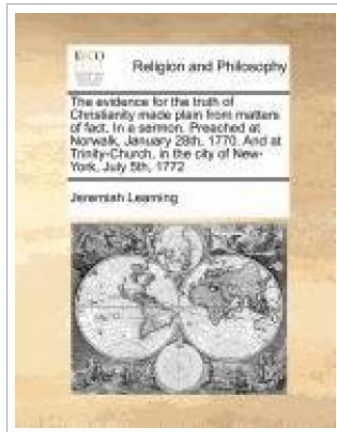 ECCO
Religion and Philosophy
The evidence for the truth of
Christianity made plain from matters
of fact. In a sermon. Preached at
Norwalk, January 28th, 1770. And at
Trinity-Church, in the city of New-
York, July 5th, 1772
Jeremiah Leaming